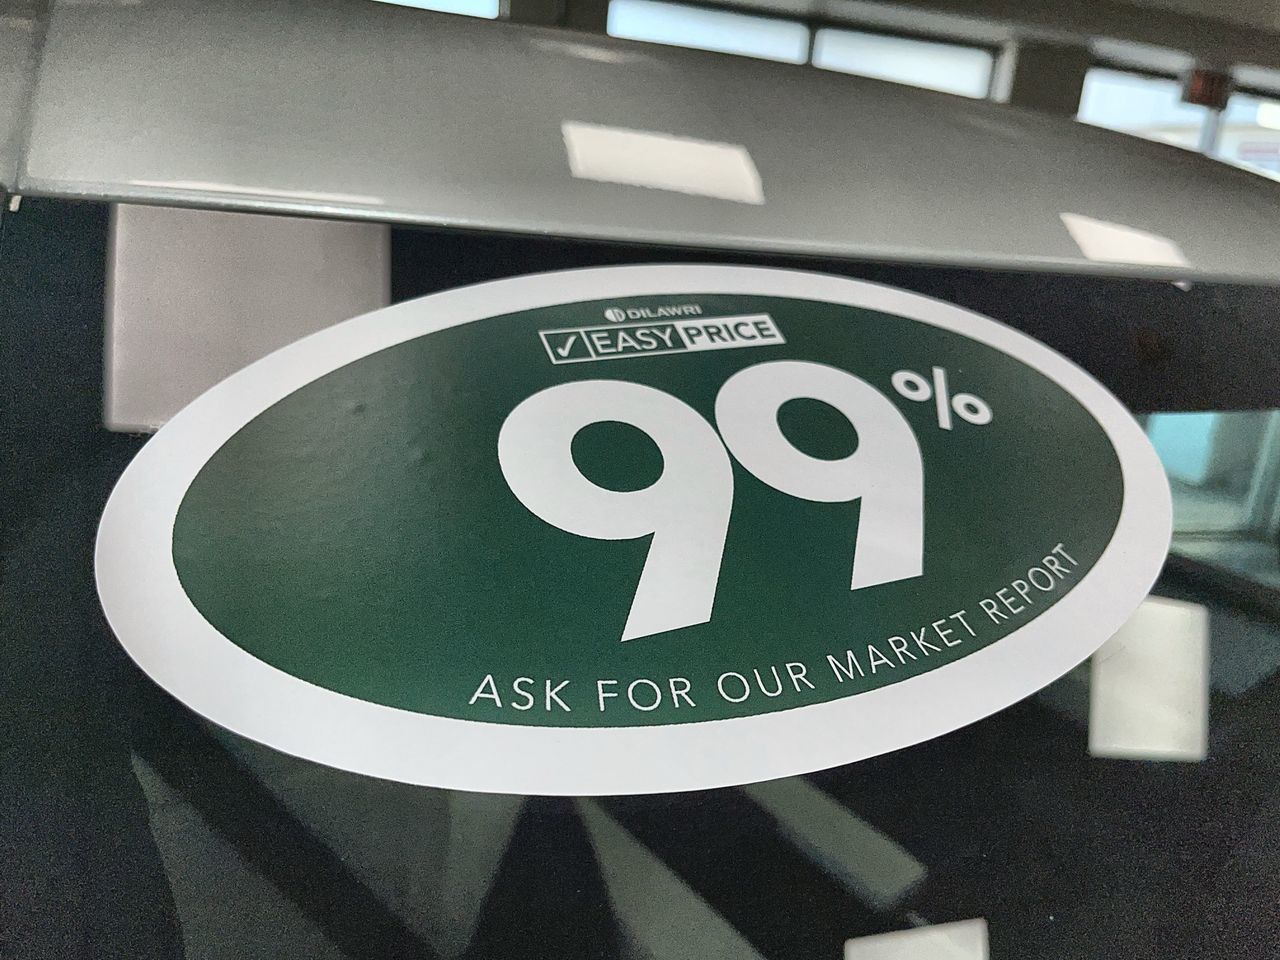 DILAWRI
✓ EASY PRICE
99%
ASK FOR OUR MARKET REPORT